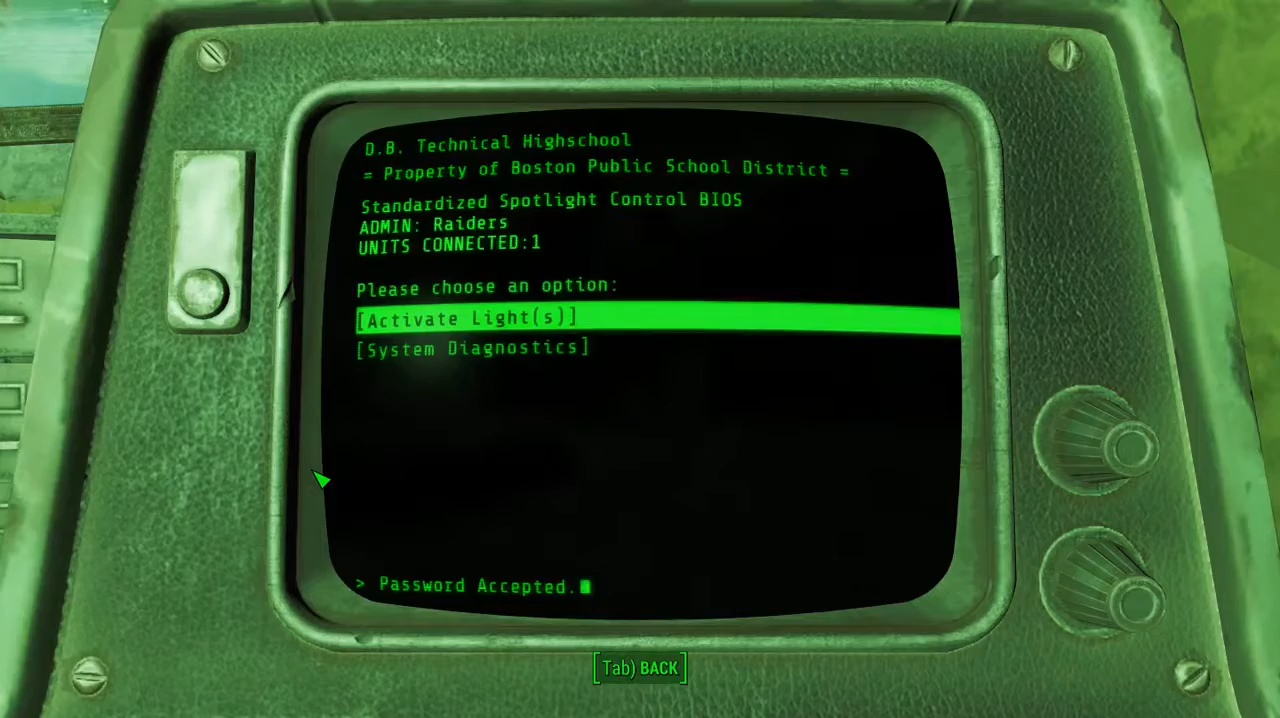 D.B. Technical Highschool
= Property of Boston Public School District =
Standardized Spotlight Control BIOS
ADMIN: Raiders
UNITS CONNECTED:1
Please choose an option:
[Activate Light(s)]
[System Diagnostics]
> Password Accepted.
Tab) BACK